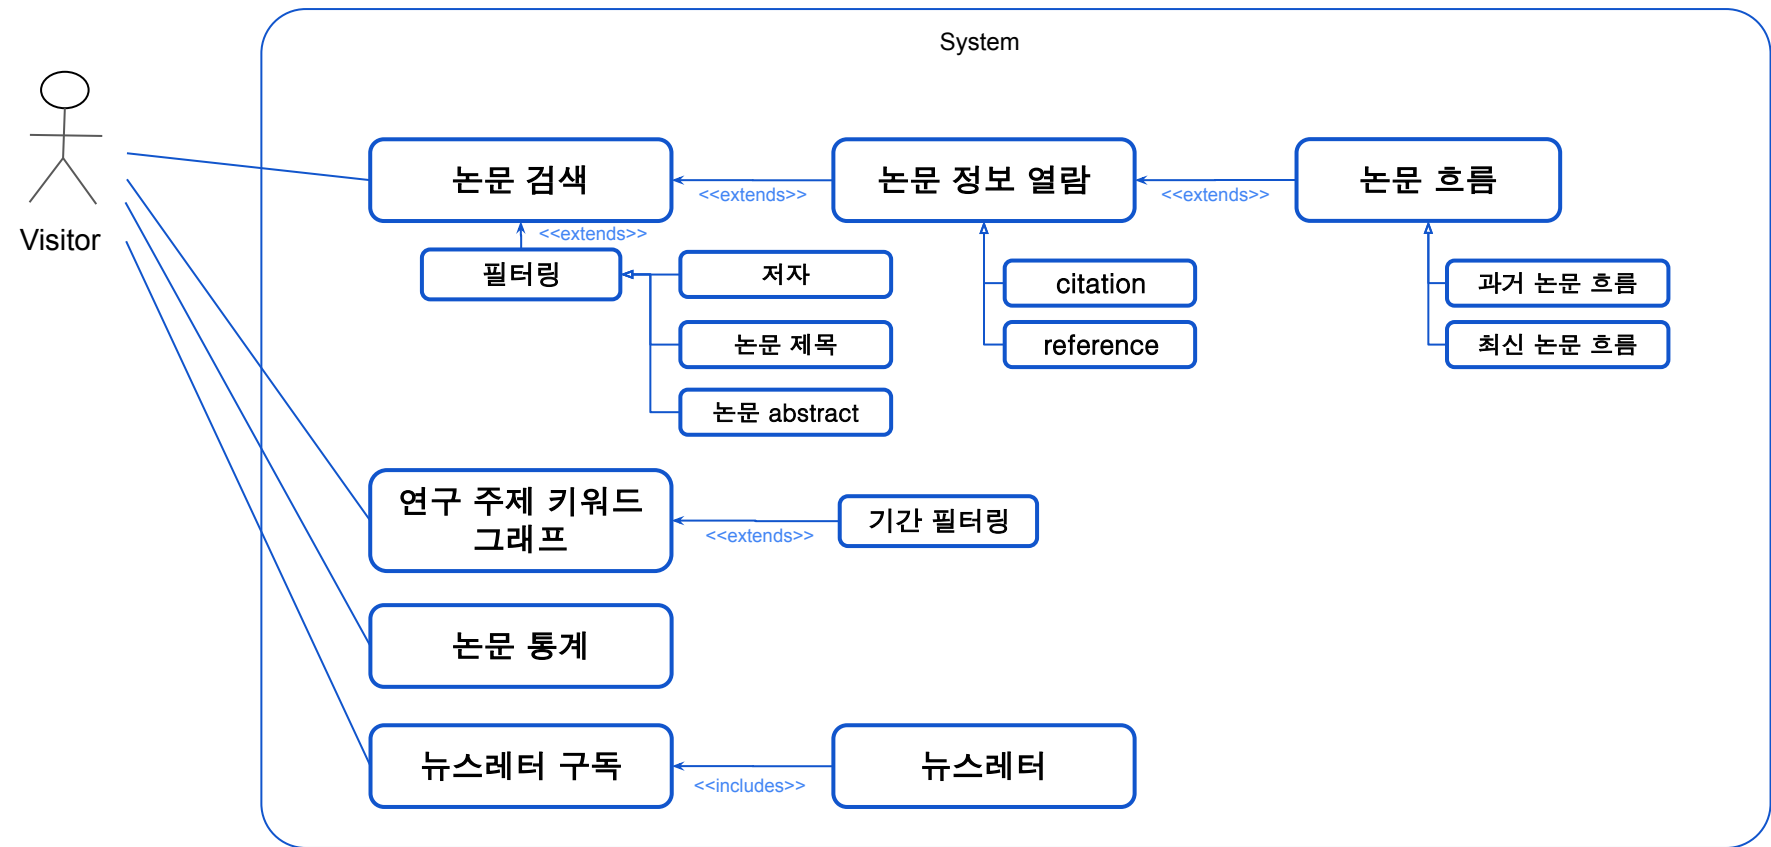 System
Visitor
논문 검색
<<extends>>
논문 정보 열람
<<extends>>
논문 흐름
<<extends>>
필터링
저자
논문 제목
논문 abstract
citation
reference
과거 논문 흐름
최신 논문 흐름
연구 주제 키워드
그래프
<<extends>>
기간 필터링
논문 통계
뉴스레터 구독
<<includes>>
뉴스레터